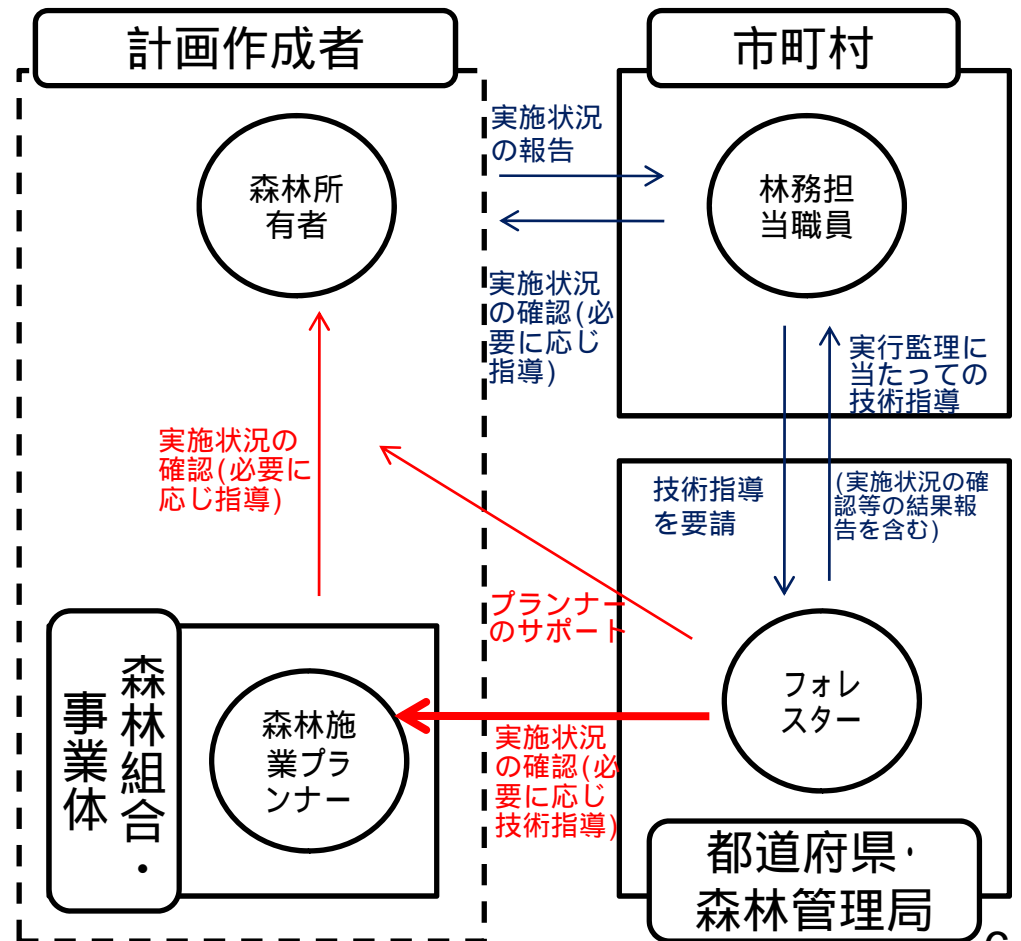 計画作成者
市町村
森林所
有者
実施状況
の報告
林務担
当職員
実施状況
の確認(必
要に応じ
指導)
実行監理に
当たっての
技術指導
実施状況の
確認(必要に
応じ指導)
技術指導
を要請
(実施状況の確
認等の結果報
告を含む)
プランナー
のサポート
森林組合・
事業体
森林施
業プラ
ンナー
フォレ
スター
実施状況
の確認(必
要に応じ
技術指導)
都道府県・
森林管理局